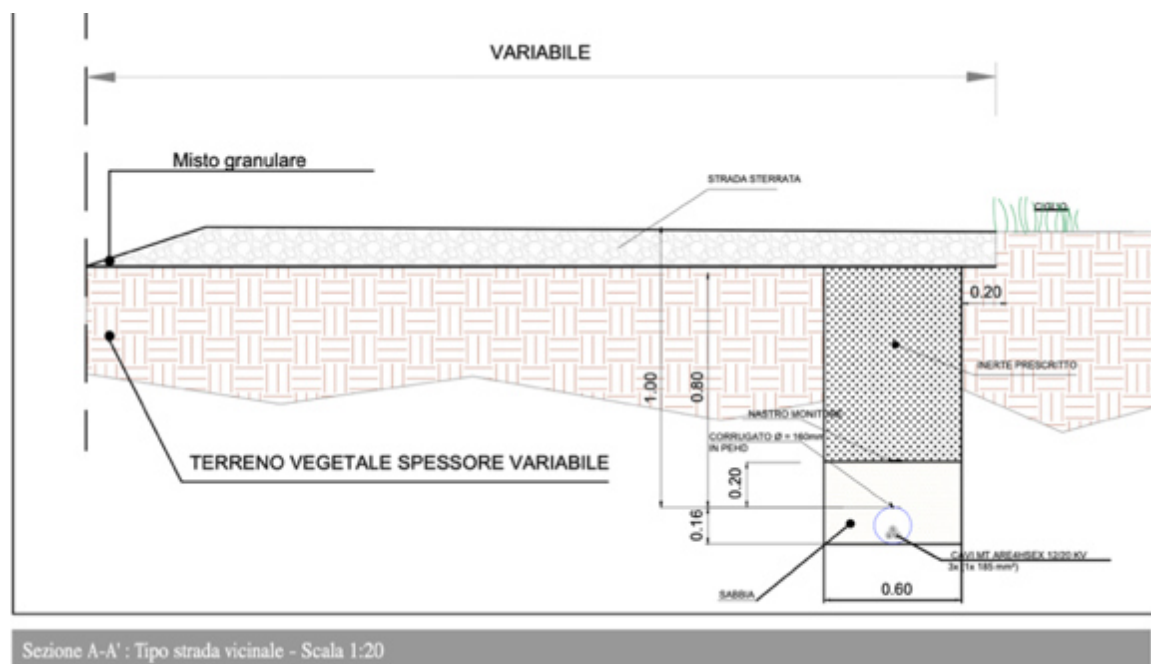 VARIABILE
Misto granulare
STRADA STERRATA
CIGLIO
0.20
1.00
0.80
INERTE PRESCRITTO
NASTRO MONITORE
CORRUGATO Ø = 160mm
IN PEHD
TERRENO VEGETALE SPESSORE VARIABILE
0.20
0.16
CAVI MT ARE4HSEX 12/20 KV
3x (1x 185 mm²)
SABBIA
0.60
Sezione A-A' : Tipo strada vicinale - Scala 1:20